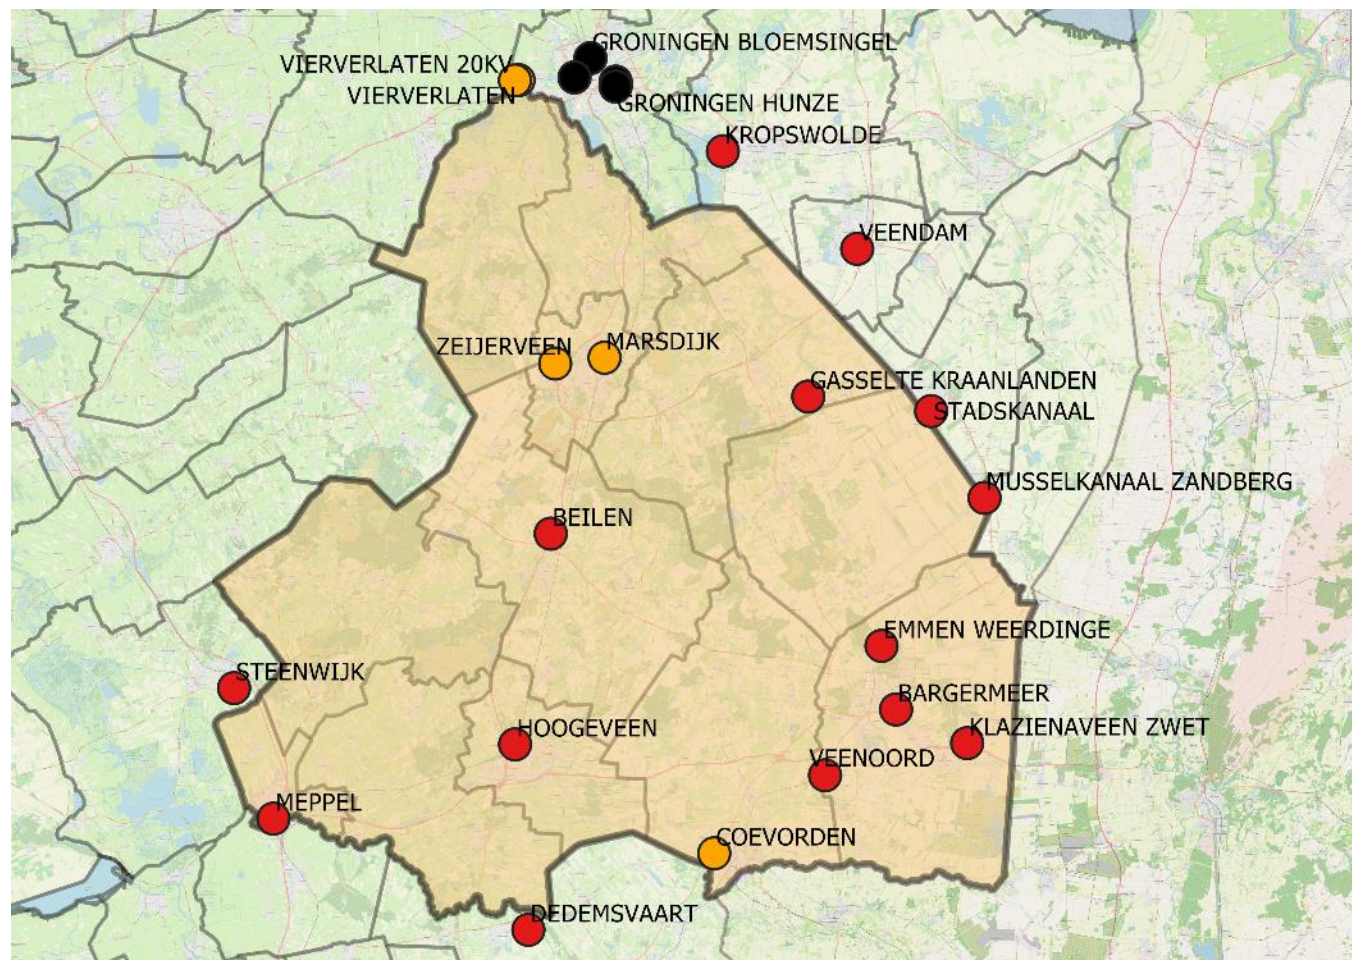 GRONINGEN BLOEMSINGEL
VIERVERLATEN 20KV
VIERVERLATEN
GRONINGEN HUNZE
KROPSWOLDE
VEENDAM
ZEIJERVEEN
MARSDIJK
GASSELTE KRAANLANDEN
STADSKANAAL
MUSSELKANAAL ZANDBERG
BEILEN
EMMEN WEERDINGE
STEENWIJK
BARGERMEER
HOOGEVEEN
KLAZIENAVEEN ZWET
VEENOORD
MEPPEL
COEVORDEN
DEDEMSVAART